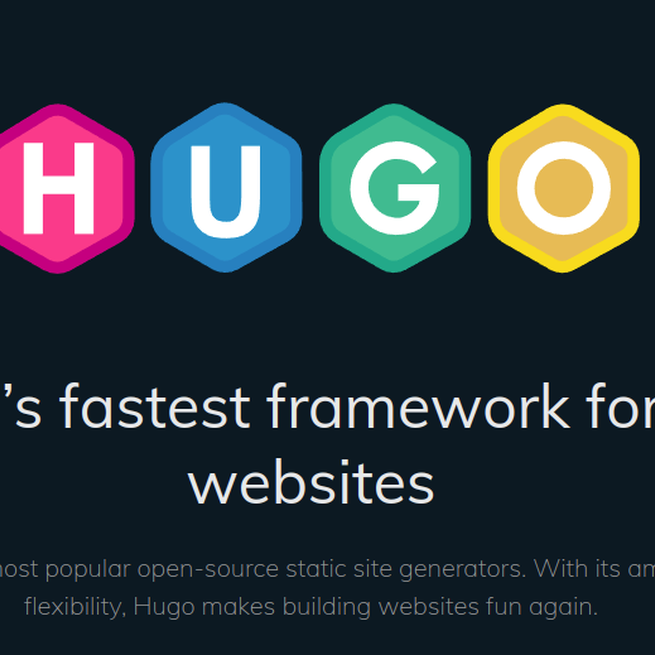 HUGO
’s fastest framework for
websites
most popular open-source static site generators. With its am
flexibility, Hugo makes building websites fun again.